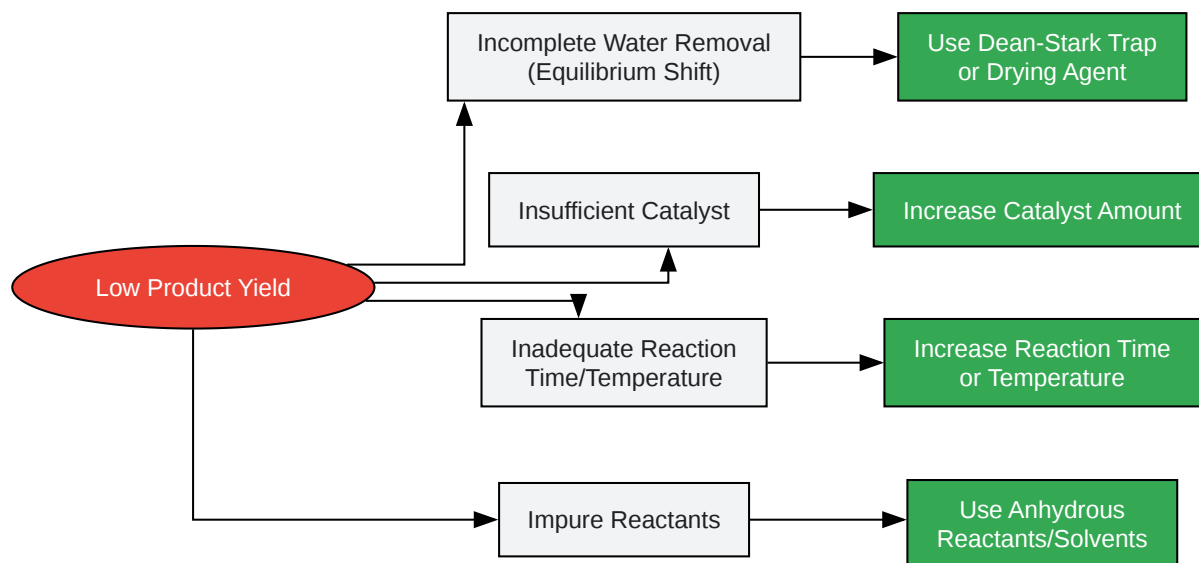 Incomplete Water Removal
(Equilibrium Shift)
Use Dean-Stark Trap
or Drying Agent
Insufficient Catalyst
Increase Catalyst Amount
Low Product Yield
Inadequate Reaction
Time/Temperature
Increase Reaction Time
or Temperature
Impure Reactants
Use Anhydrous
Reactants/Solvents